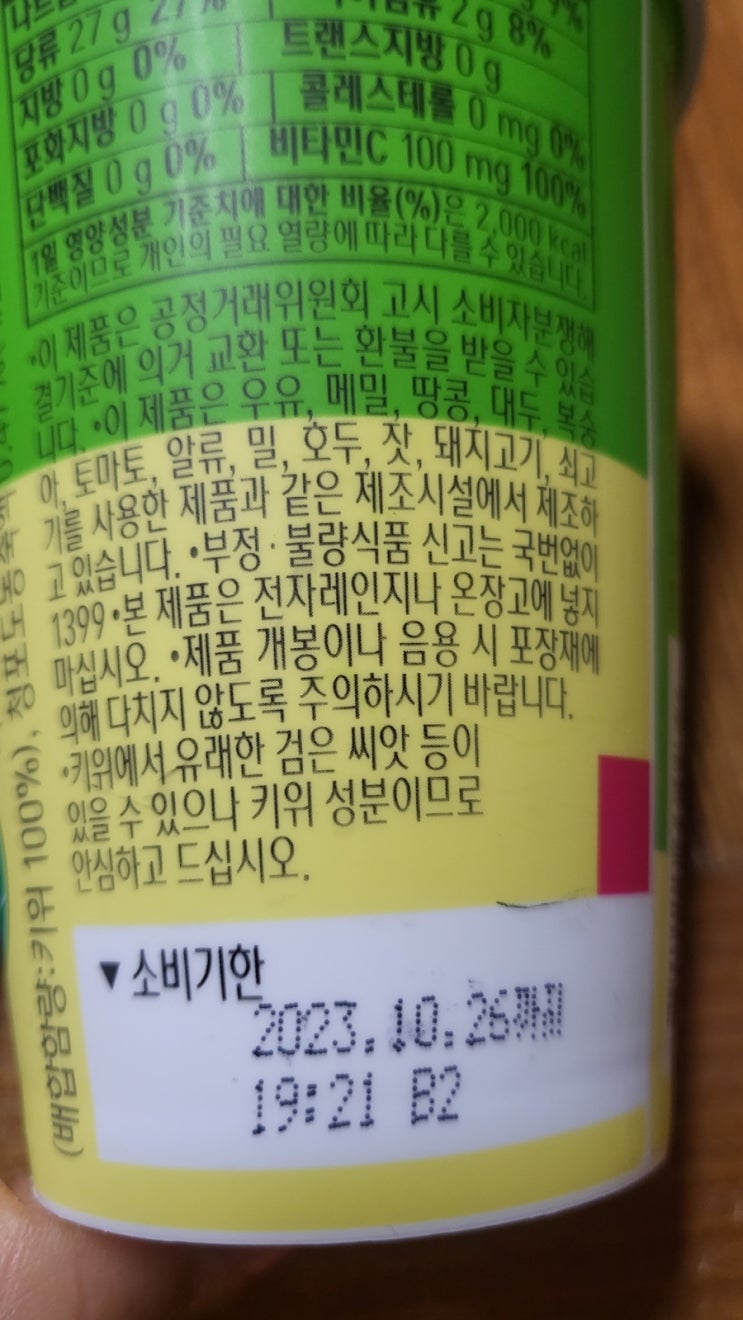 당류 27 g 27%
2 g 8%
지방 0 g 0% | 트랜스지방 0 g
포화지방 0 g 0% | 콜레스테롤 0 mg 0%
단백질 0 g 0% | 비타민C 100 mg 100%
1일 영양성분 기준치에 대한 비율(%)은 2,000 kcal
기준이므로 개인의 필요 열량에 따라 다를 수 있습니다.
•이 제품은 공정거래위원회 고시 소비자분쟁해
결기준에 의거 교환 또는 환불을 받을 수 있습
니다. •이 제품은 우유, 메밀, 땅콩, 대두, 복숭
아, 토마토, 알류, 밀, 호두, 잣, 돼지고기, 쇠고
기를 사용한 제품과 같은 제조시설에서 제조하
고 있습니다. •부정·불량식품 신고는 국번없이
1399 •본 제품은 전자레인지나 온장고에 넣지
마십시오. •제품 개봉이나 음용 시 포장재에
의해 다치지 않도록 주의하시기 바랍니다.
•키위에서 유래한 검은 씨앗 등이
있을 수 있으나 키위 성분이므로
안심하고 드십시오.
▼소비기한
2023.10.26까지
19:21 B2
(배합함량:키위 100%), 청포도농축액